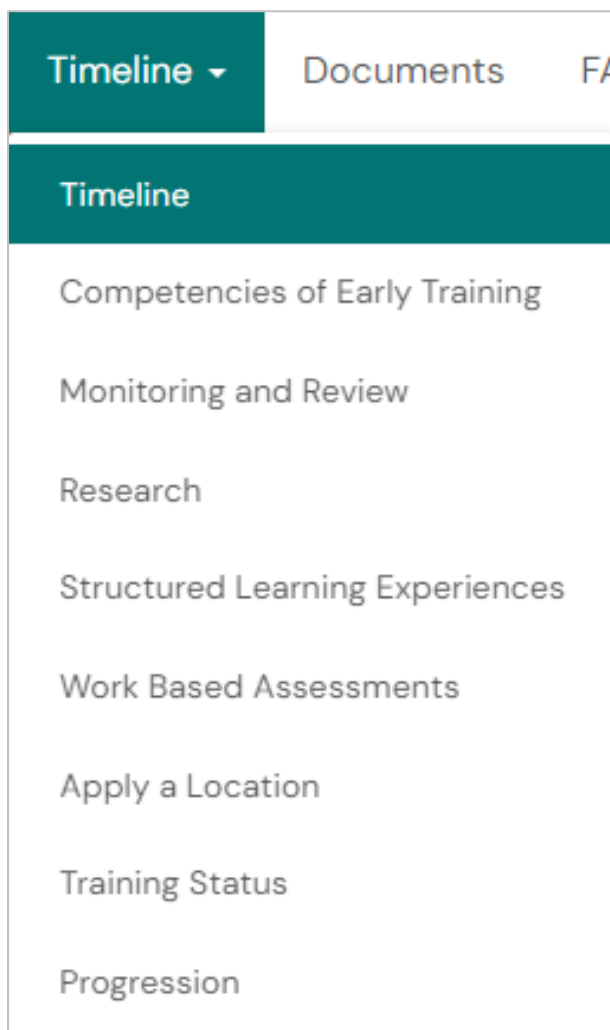 Timeline Documents FA
Timeline
Competencies of Early Training
Monitoring and Review
Research
Structured Learning Experiences
Work Based Assessments
Apply a Location
Training Status
Progression